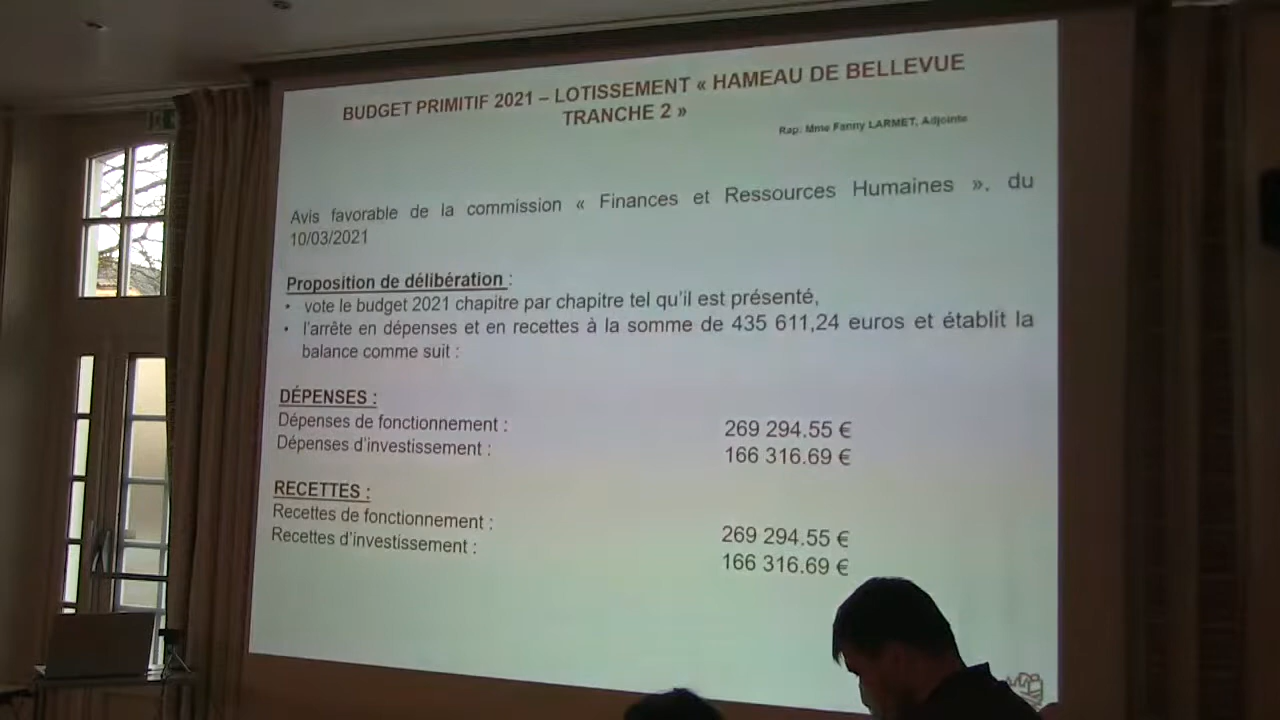 BUDGET PRIMITIF 2021 – LOTISSEMENT « HAMEAU DE BELLEVUE
TRANCHE 2 »
Rap: Mme Fanny LARMET, Adjointe
Avis favorable de la commission « Finances et Ressources Humaines ». du
10/03/2021
Proposition de délibération :
• vote le budget 2021 chapitre par chapitre tel qu'il est présenté,
• l'arrête en dépenses et en recettes à la somme de 435 611,24 euros et établit la
balance comme suit :
DÉPENSES :
Dépenses de fonctionnement : 269 294.55 €
Dépenses d'investissement : 166 316.69 €
RECETTES :
Recettes de fonctionnement : 269 294.55 €
Recettes d'investissement : 166 316.69 €